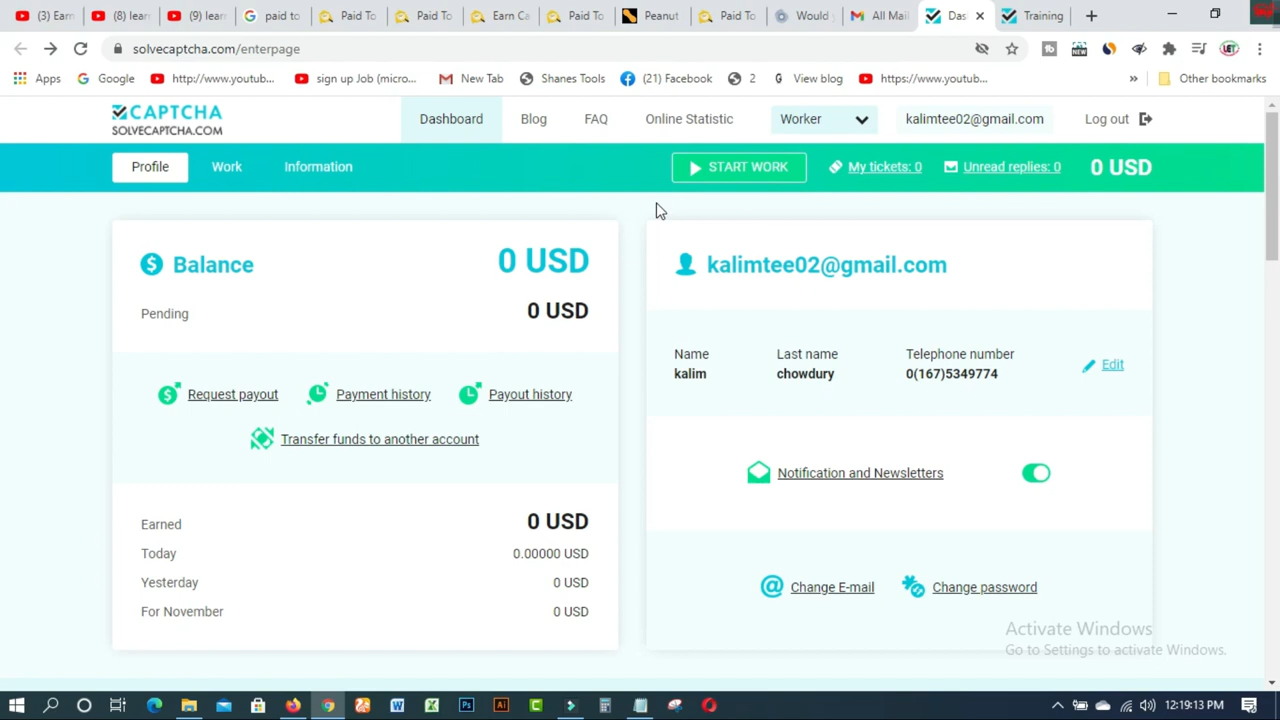 (3) Earn
(8) lear
(9) lear
paid to
Paid To
Paid To
Earn Ca
Paid To
Peanut
Paid To
Would
All Mail
Das
Training
solvecaptcha.com/enterpage
NEW
LET
Apps
Google
http://www.youtub...
sign up Job (micro...
New Tab
Shanes Tools
(21) Facebook
2
View blog
https://www.youtub...
»
Other bookmarks
CAPTCHA
SOLVECAPTCHA.COM
Dashboard
Blog
FAQ
Online Statistic
Worker
kalimtee02@gmail.com
Log out
Profile
Work
Information
START WORK
My tickets: 0
Unread replies: 0
0 USD
Balance
0 USD
Pending
0 USD
Request payout
Payment history
Payout history
Transfer funds to another account
Earned
0 USD
Today
0.00000 USD
Yesterday
0 USD
For November
0 USD
kalimtee02@gmail.com
Name
Last name
Telephone number
kalim
chowdury
0(167)5349774
Edit
Notification and Newsletters
Change E-mail
Change password
Activate Windows
Go to Settings to activate Windows.
12:19:13 PM